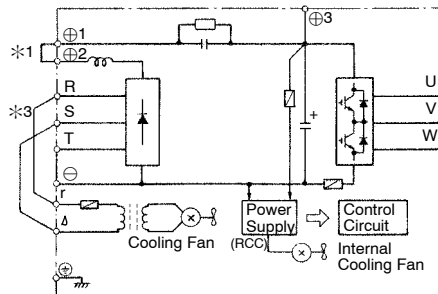 ⊕1
⊕3
*1
⊕2
R
U
*3
S
V
T
W
⊖
r
Δ
Power Supply
Control Circuit
(RCC)
Cooling Fan
Internal Cooling Fan
+